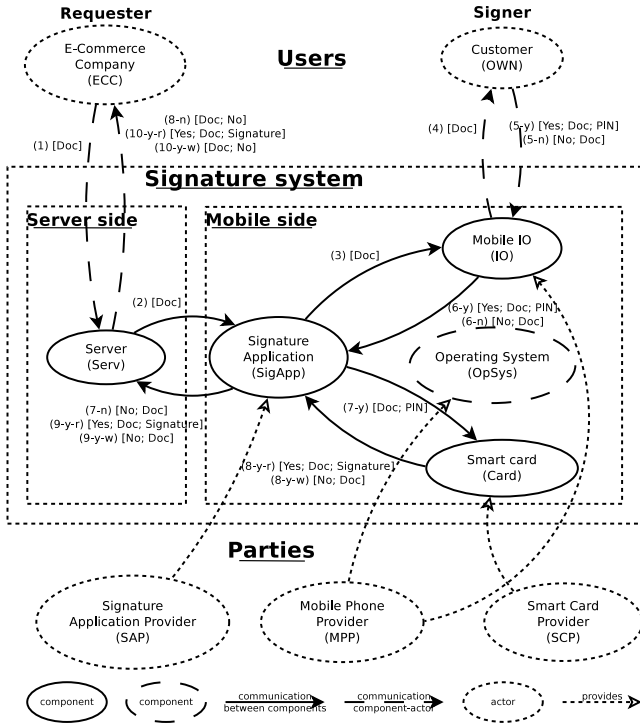 Requester
Signer
E-Commerce
Company
(ECC)
Users
Customer
(OWN)
(1) [Doc]
(8-n) [Doc; No]
(10-y-r) [Yes; Doc; Signature]
(10-y-w) [Doc; No]
(4) [Doc]
(5-y) [Yes; Doc; PIN]
(5-n) [No; Doc]
Signature system
Server side
Mobile side
Mobile IO
(IO)
(3) [Doc]
(2) [Doc]
(6-y) [Yes; Doc; PIN]
(6-n) [No; Doc]
Server
(Serv)
Signature
Application
(SigApp)
Operating System
(OpSys)
(7-n) [No; Doc]
(9-y-r) [Yes; Doc; Signature]
(9-y-w) [No; Doc]
(7-y) [Doc; PIN]
(8-y-r) [Yes; Doc; Signature]
(8-y-w) [No; Doc]
Smart card
(Card)
Parties
Signature
Application Provider
(SAP)
Mobile Phone
Provider
(MPP)
Smart Card
Provider
(SCP)
component
component
communication
between components
communication
component-actor
actor
provides